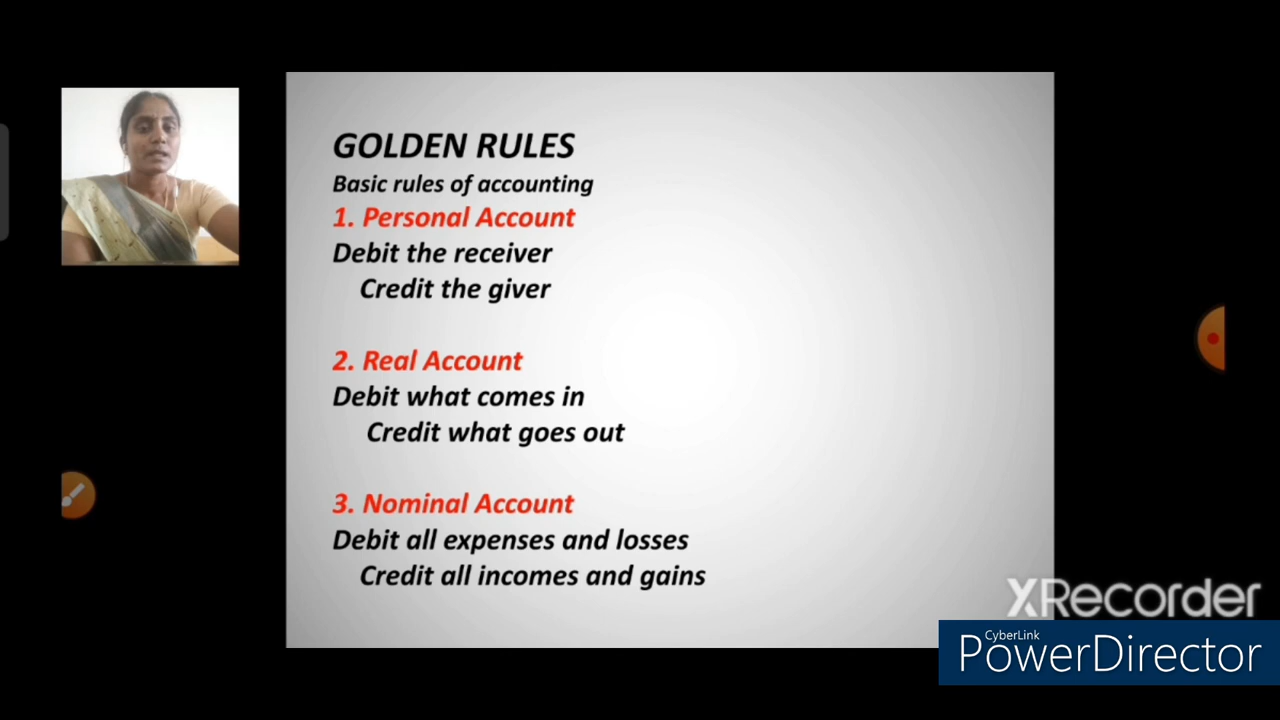 GOLDEN RULES
Basic rules of accounting
1. Personal Account
Debit the receiver
Credit the giver
2. Real Account
Debit what comes in
Credit what goes out
3. Nominal Account
Debit all expenses and losses
Credit all incomes and gains
XRecorder
CyberLink
PowerDirector